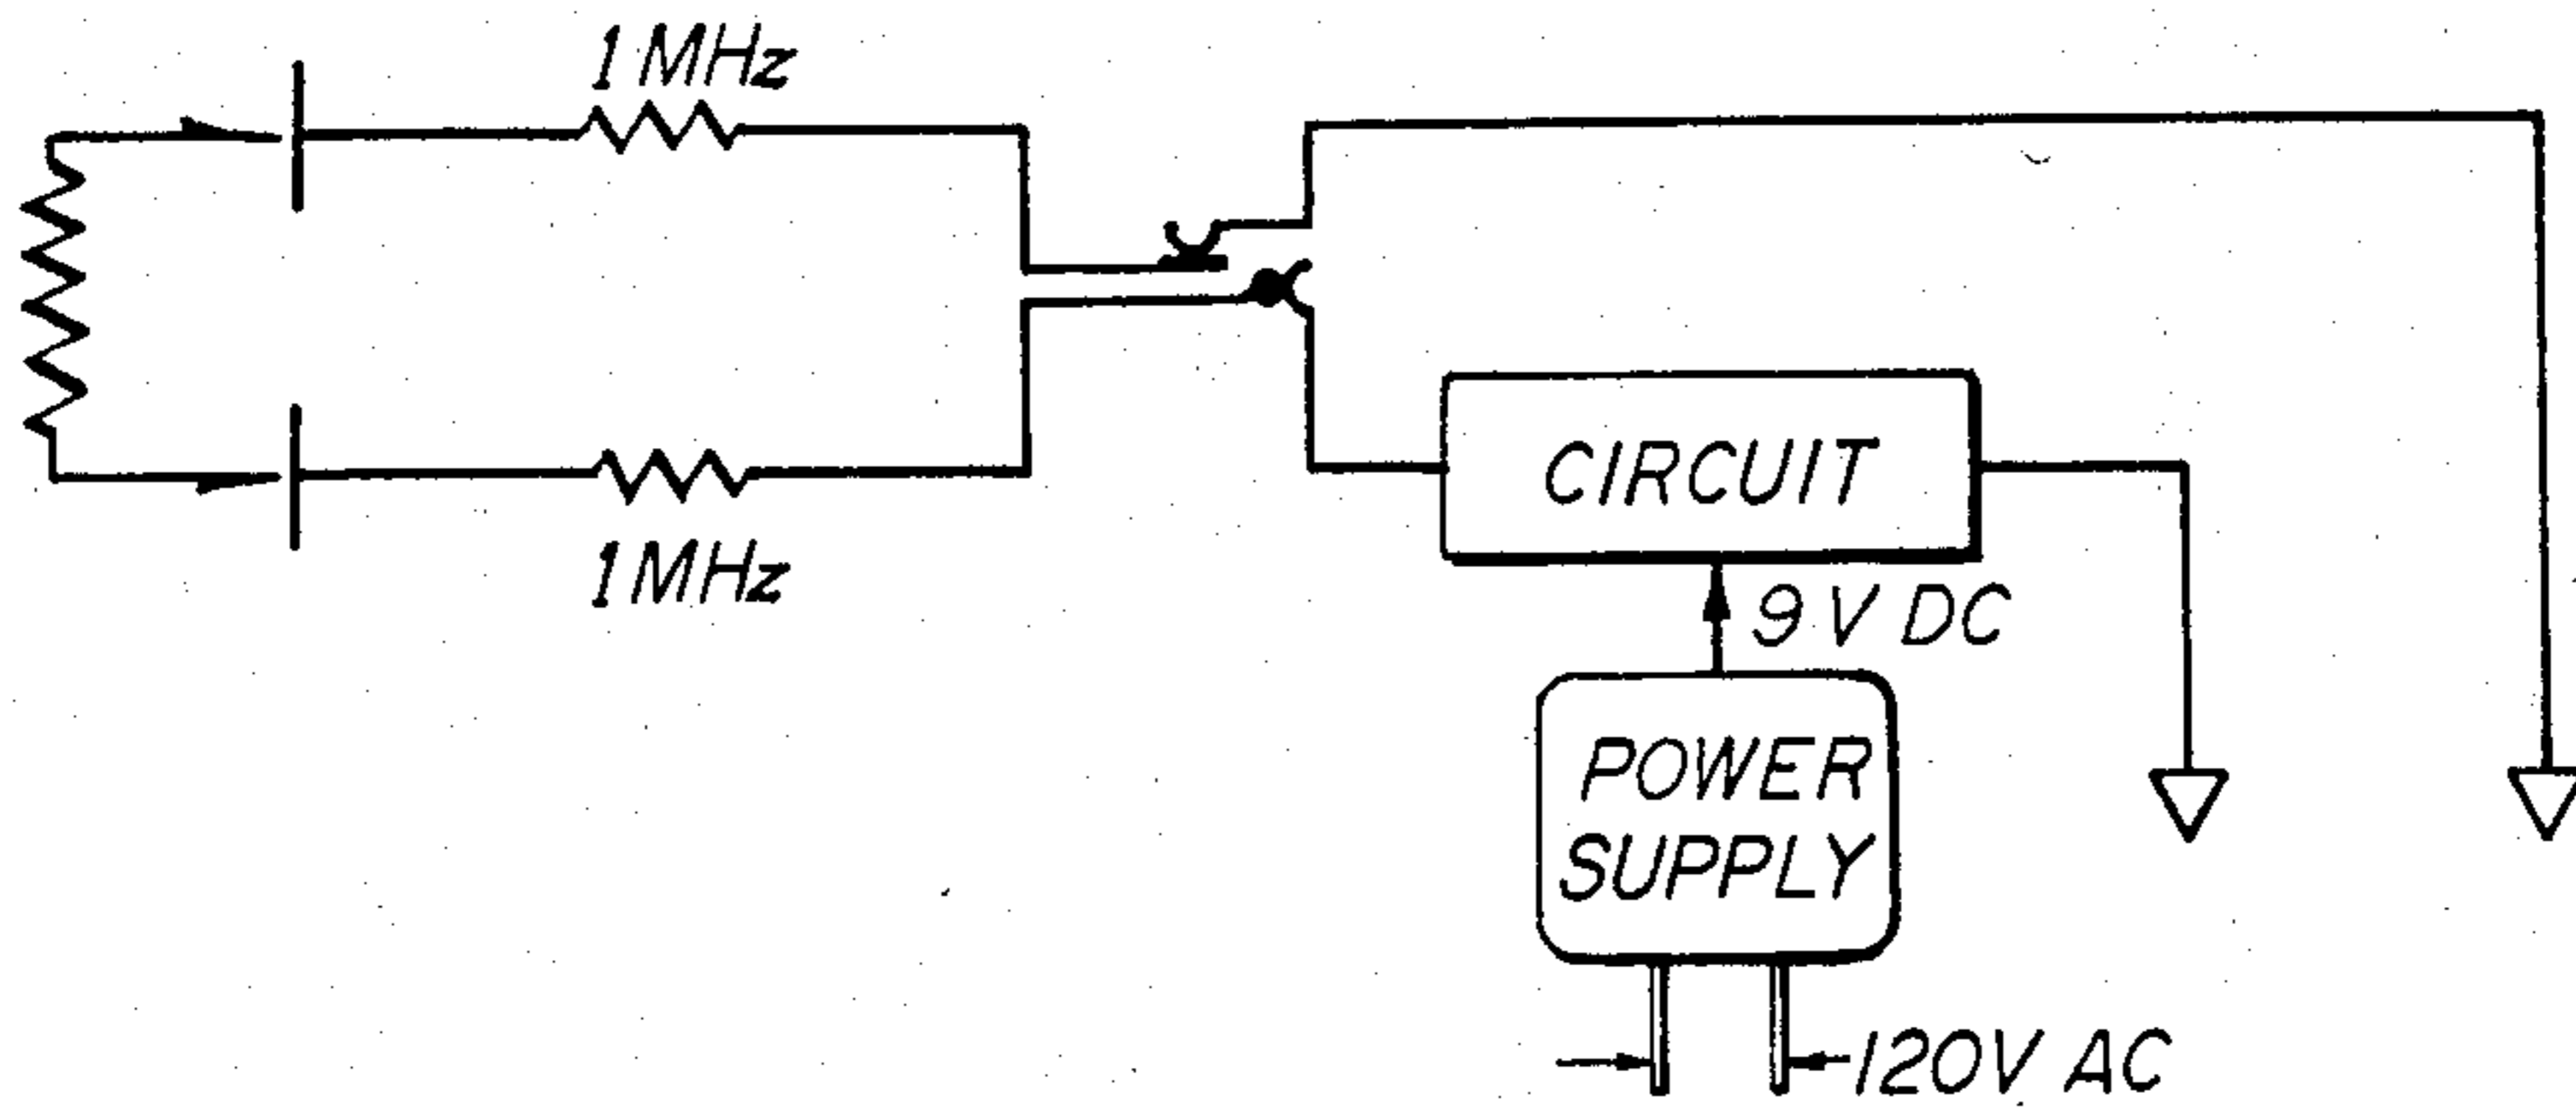 1 MHz
1 MHz
CIRCUIT
9 V DC
POWER
SUPPLY
120V AC